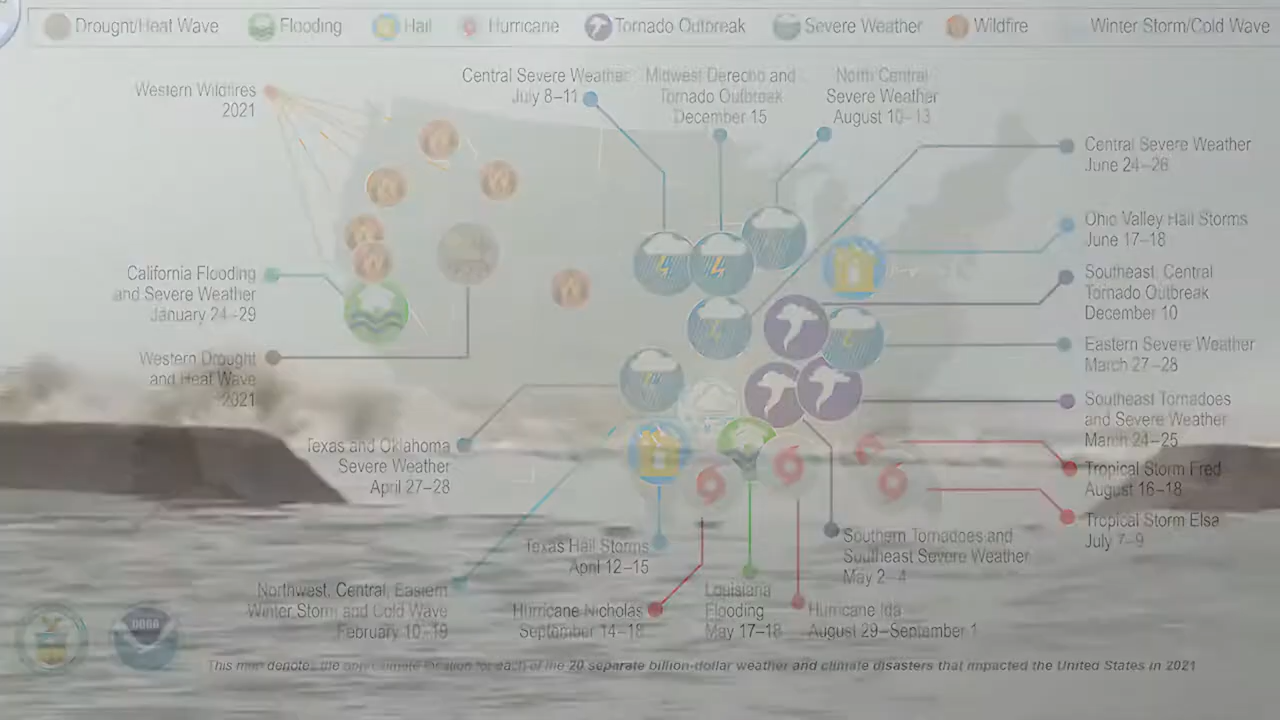 Drought/Heat Wave Flooding Hail Hurricane Tornado Outbreak Severe Weather Wildfire Winter Storm/Cold Wave
Western Wildfires
2021
Central Severe Weather
July 8–11
Midwest Derecho and
Tornado Outbreak
December 15
North Central
Severe Weather
August 10–13
Central Severe Weather
June 24–26
Ohio Valley Hail Storms
June 17–18
California Flooding
and Severe Weather
January 24–29
Southeast, Central
Tornado Outbreak
December 10
Western Drought
and Heat Wave
2021
Eastern Severe Weather
March 27–28
Southeast Tornadoes
and Severe Weather
March 24–25
Texas and Oklahoma
Severe Weather
April 27–28
Tropical Storm Fred
August 16–18
Tropical Storm Elsa
July 7–9
Texas Hail Storms
April 12–15
Southern Tornadoes and
Southeast Severe Weather
May 2–4
Northwest, Central, Eastern
Winter Storm and Cold Wave
February 10–19
Hurricane Nicholas
September 14–18
Louisiana
Flooding
May 17–18
Hurricane Ida
August 29–September 1
This map denotes the approximate location for each of the 20 separate billion-dollar weather and climate disasters that impacted the United States in 2021